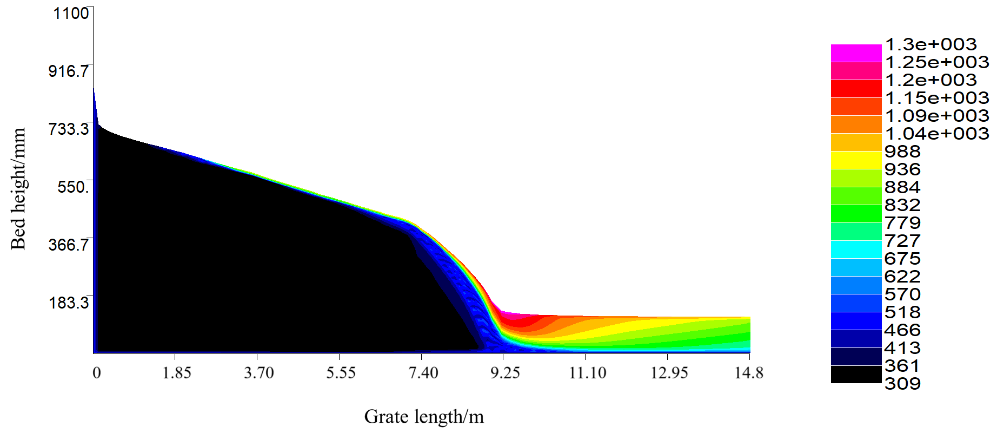 1100
916.7
733.3
550.
366.7
183.3
Bed height/mm
0 1.85 3.70 5.55 7.40 9.25 11.10 12.95 14.8
Grate length/m
1.3e+003
1.25e+003
1.2e+003
1.15e+003
1.09e+003
1.04e+003
988
936
884
832
779
727
675
622
570
518
466
413
361
309